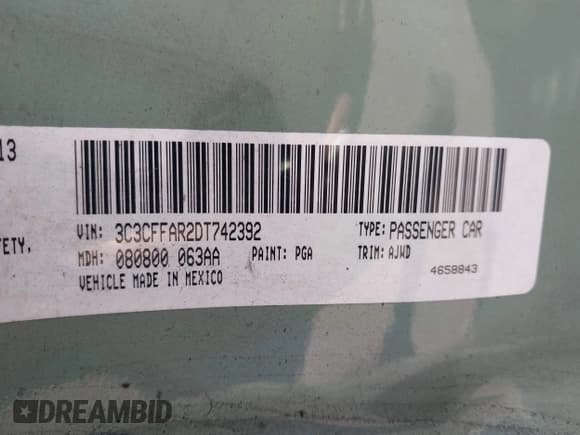 13
FETY.
VIN: 3C3CFFAR2DT742392 TYPE: PASSENGER CAR
MDH: 080800 063AA PAINT: PGA TRIM: AJWD
VEHICLE MADE IN MEXICO 4658843
DREAMBID